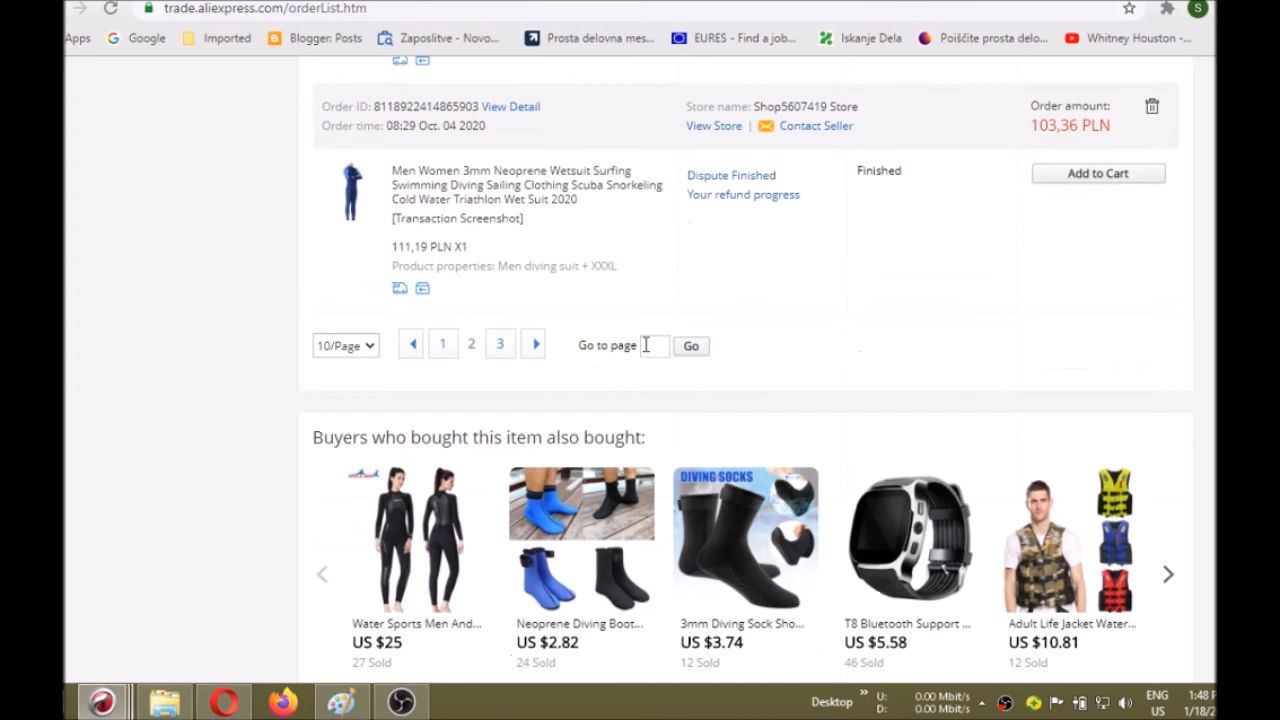 trade.aliexpress.com/orderList.htm
S
Apps Google Imported Blogger: Posts Zaposlitve - Novo... Prosta delovna mes... EURES - Find a job... Iskanje Dela Poiščite prosta delo... Whitney Houston -...
Order ID: 8118922414865903 View Detail Store name: Shop5607419 Store Order amount:
Order time: 08:29 Oct. 04 2020 View Store | Contact Seller 103,36 PLN
Men Women 3mm Neoprene Wetsuit Surfing
Swimming Diving Sailing Clothing Scuba Snorkeling
Cold Water Triathlon Wet Suit 2020
[Transaction Screenshot]
111,19 PLN X1
Product properties: Men diving suit + XXXL
Dispute Finished
Your refund progress
Finished
Add to Cart
10/Page 1 2 3 Go to page Go
Buyers who bought this item also bought:
DIVING SOCKS
Water Sports Men And... Neoprene Diving Boot... 3mm Diving Sock Sho... T8 Bluetooth Support ... Adult Life Jacket Water...
US $25 US $2.82 US $3.74 US $5.58 US $10.81
27 Sold 24 Sold 12 Sold 46 Sold 12 Sold
Desktop » U: 0.00 Mbit/s ENG 1:48
D: 0.00 Mbit/s US 1/18/2